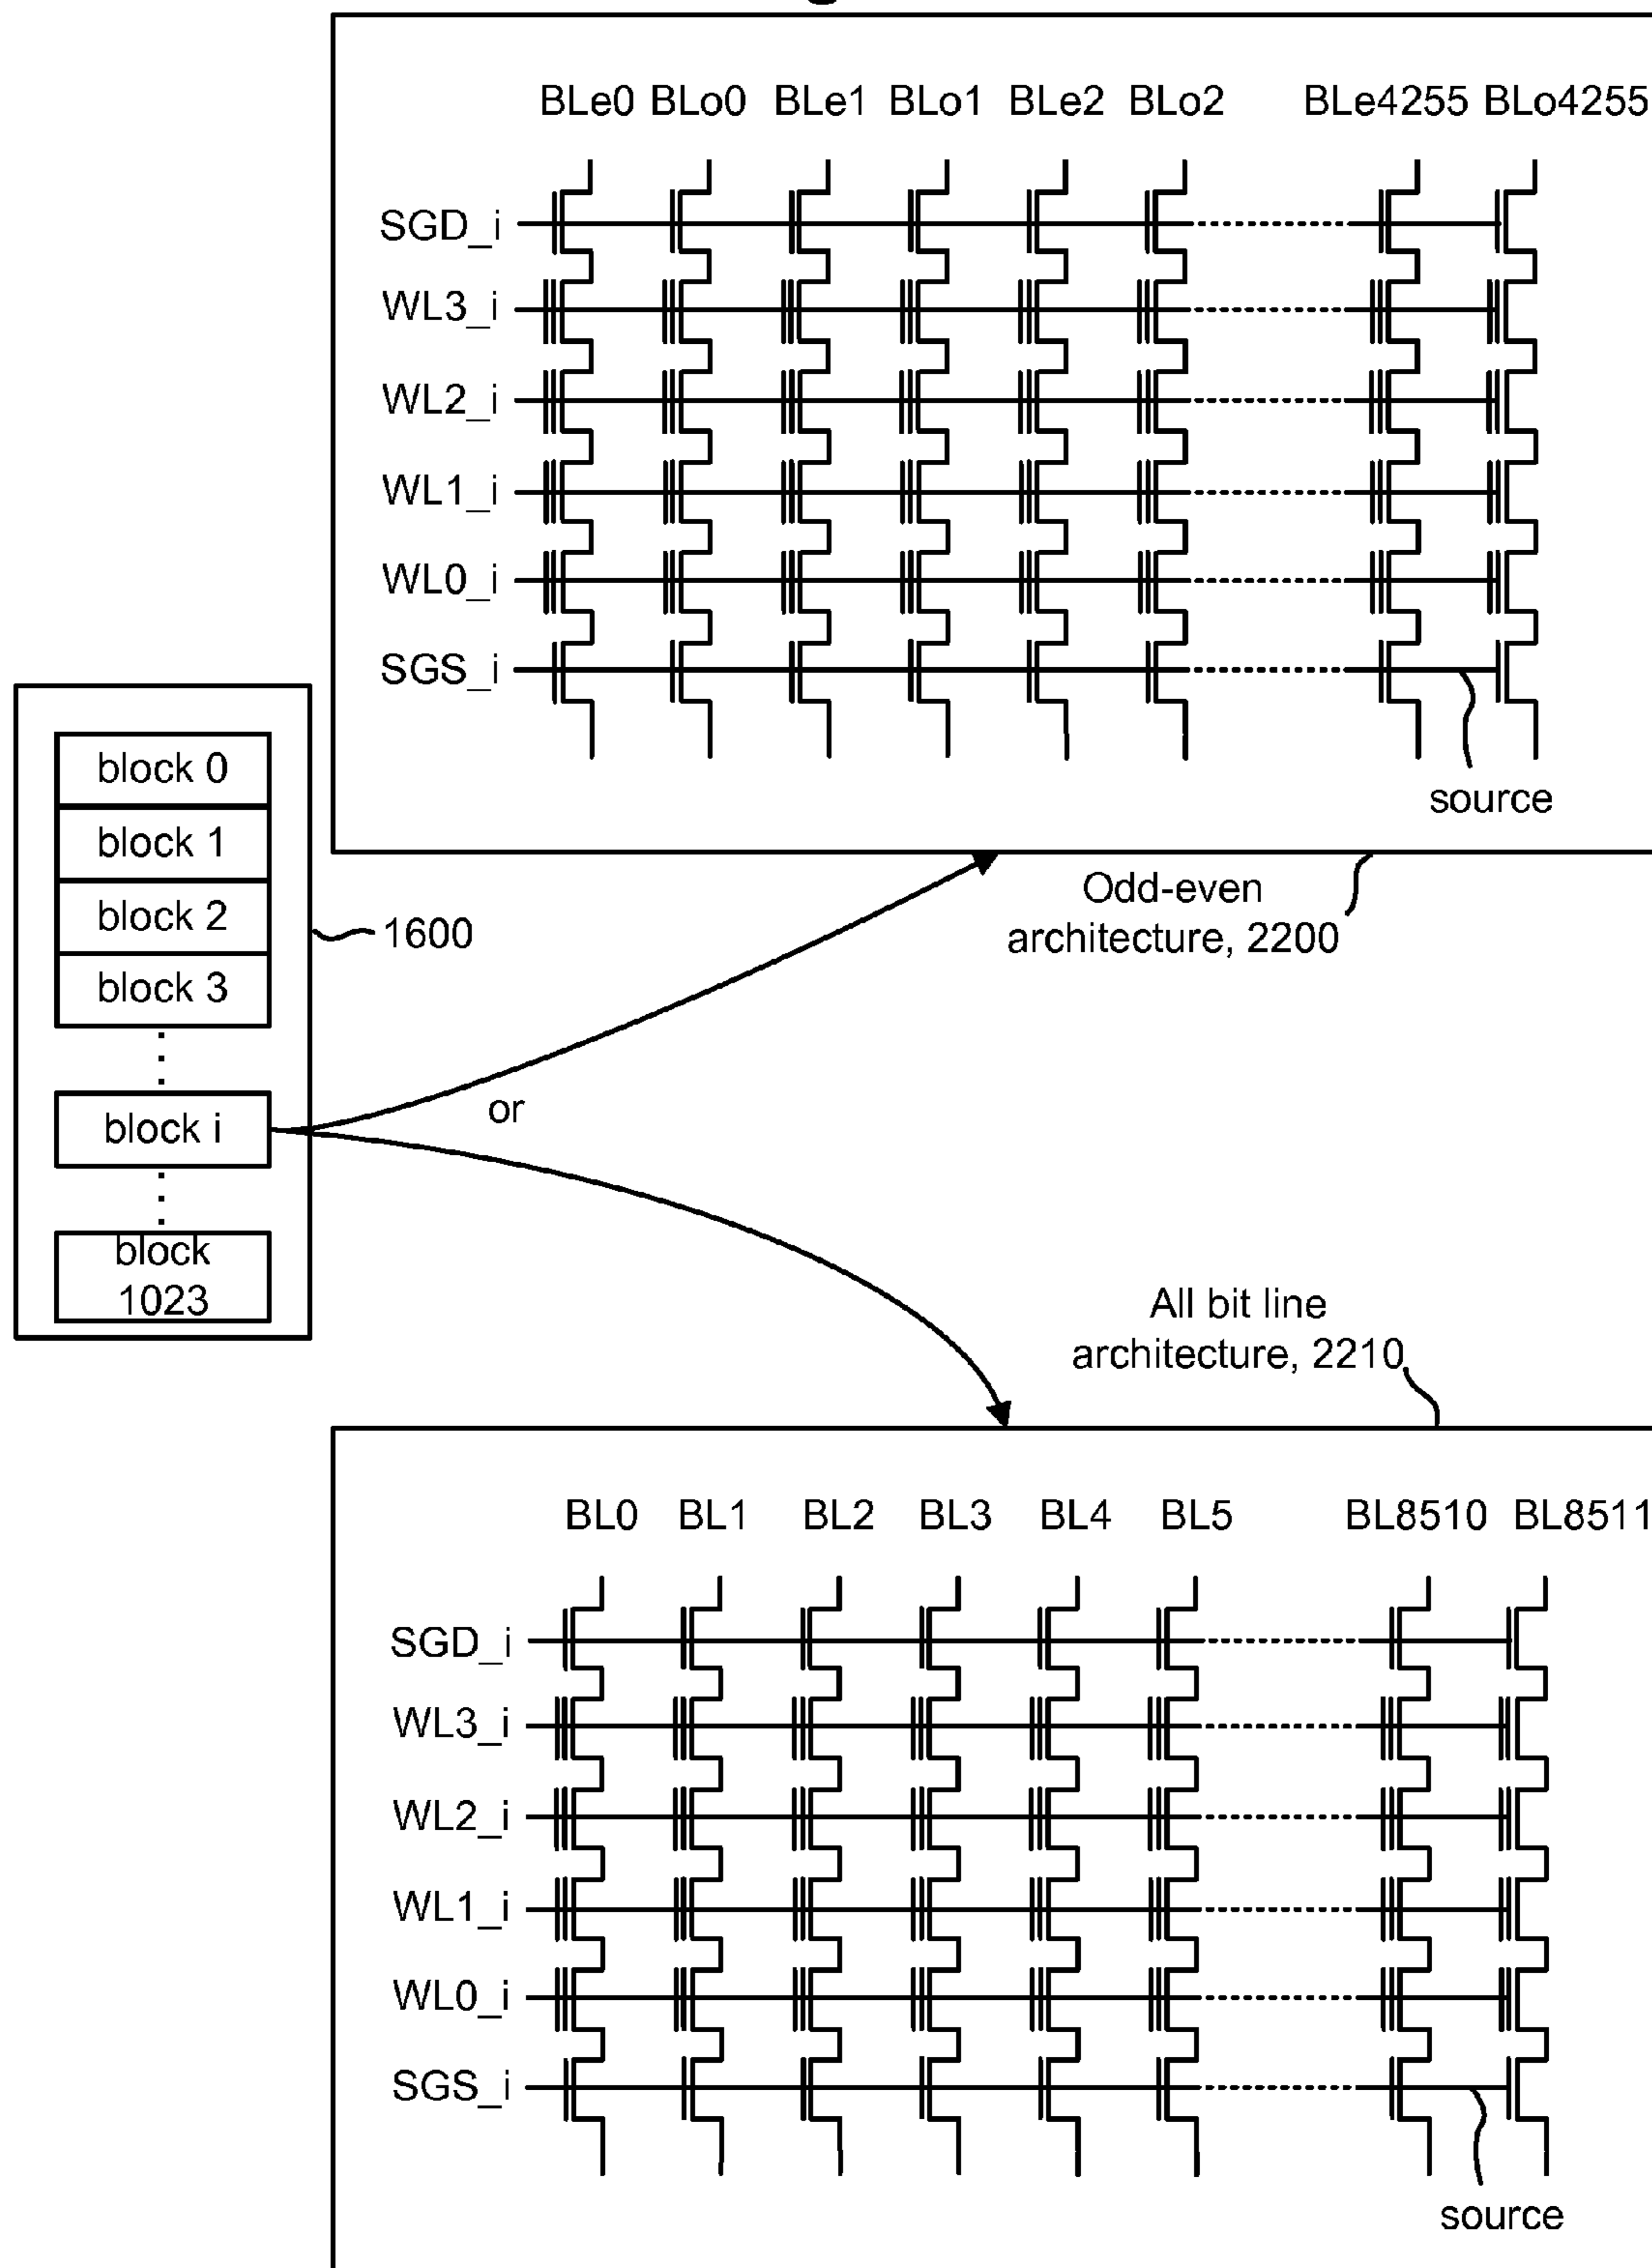 BLe0 BLo0 BLe1 BLo1 BLe2 BLo2 BLe4255 BLo4255
SGD_i
WL3_i
WL2_i
WL1_i
WL0_i
SGS_i
source
Odd-even
architecture, 2200
block 0
block 1
block 2
block 3
block i
block
1023
1600
or
All bit line
architecture, 2210
BL0 BL1 BL2 BL3 BL4 BL5 BL8510 BL8511
SGD_i
WL3_i
WL2_i
WL1_i
WL0_i
SGS_i
source